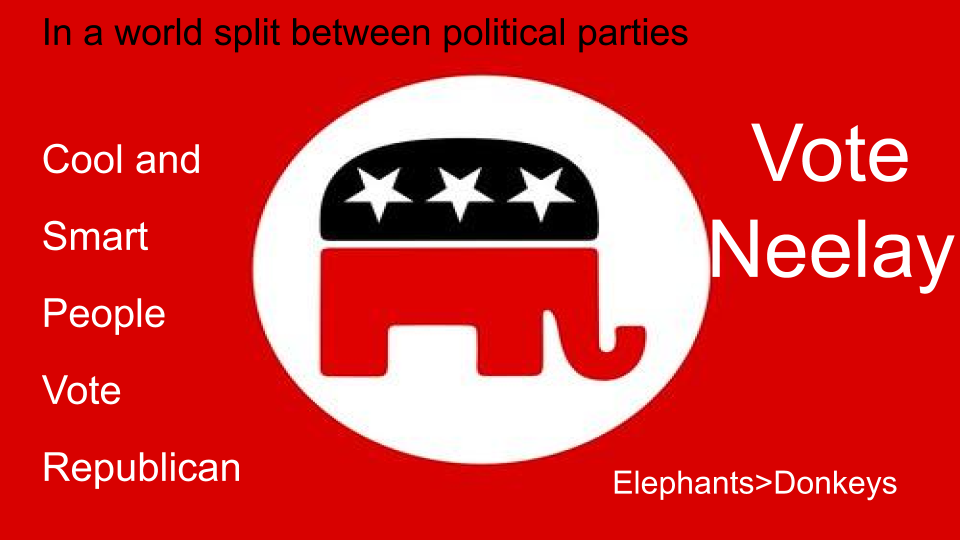 In a world split between political parties
Cool and
Smart
People
Vote
Republican
Vote
Neelay
Elephants>Donkeys